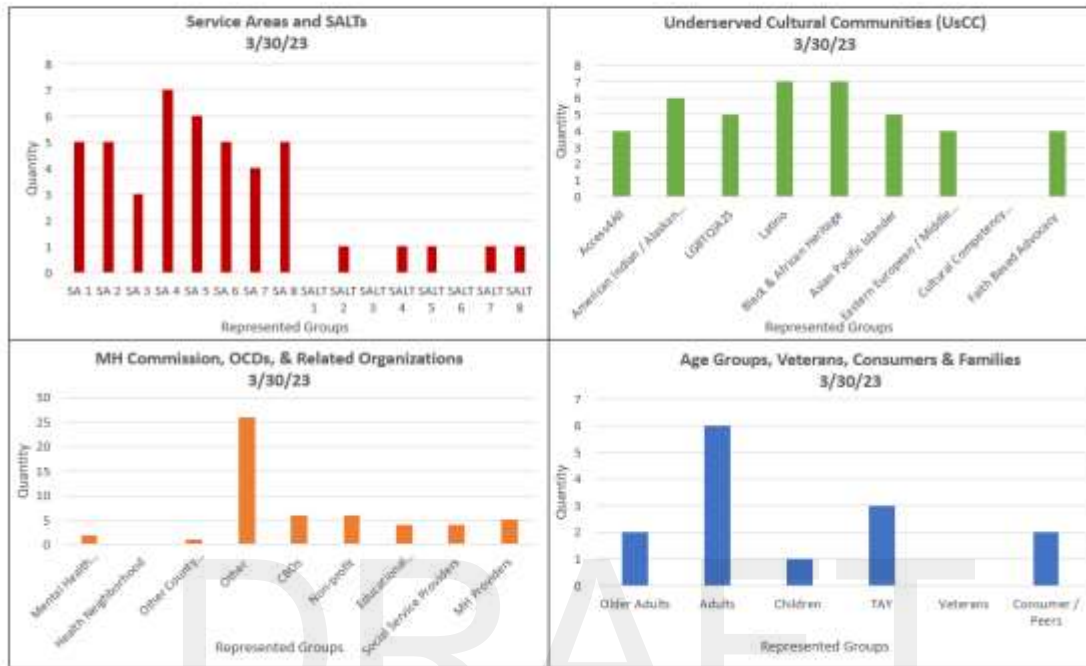 Service Areas and SALTs
3/30/23
Quantity
8
7
6
5
4
3
2
1
0
SA 1 SA 2 SA 3 SA 4 SA 5 SA 6 SA 7 SA 8 SALT SALT SALT SALT SALT SALT SALT SALT
1 2 3 4 5 6 7 8
Represented Groups
Underserved Cultural Communities (UsCC)
3/30/23
Quantity
8
7
6
5
4
3
2
1
0
Access4All
American Indian / Alaskan...
LGBTQIA2S
Latino
Black & African Heritage
Asian Pacific Islander
Eastern European / Middle...
Cultural Competency...
Faith Based Advocacy
Represented Groups
MH Commission, OCDs, & Related Organizations
3/30/23
Quantity
30
25
20
15
10
5
0
Mental Health...
Health Neighborhood
Other County...
Other
CBOs
Non-profit
Educational...
Social Service Providers
MH Providers
Represented Groups
Age Groups, Veterans, Consumers & Families
3/30/23
Quantity
7
6
5
4
3
2
1
0
Older Adults Adults Children TAY Veterans Consumer /
Peers
Represented Groups
DRAFT